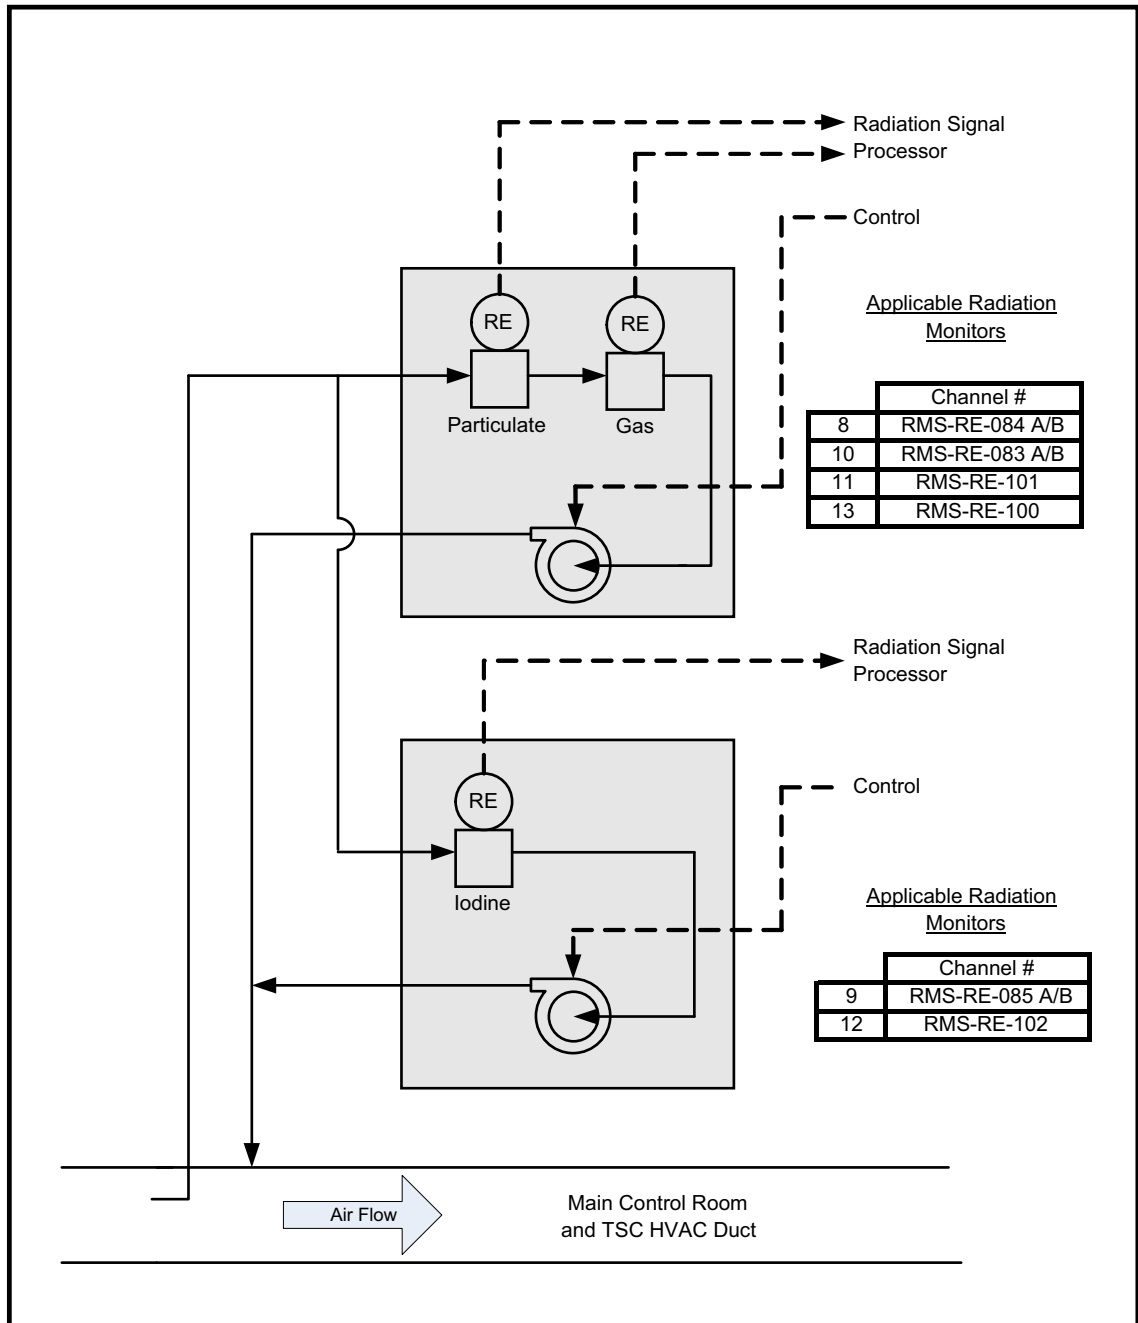 Radiation Signal
Processor
Control
RE
RE
Particulate
Gas
Applicable Radiation
Monitors
Channel #
8 RMS-RE-084 A/B
10 RMS-RE-083 A/B
11 RMS-RE-101
13 RMS-RE-100
Radiation Signal
Processor
RE
Iodine
Control
Applicable Radiation
Monitors
Channel #
9 RMS-RE-085 A/B
12 RMS-RE-102
Air Flow
Main Control Room
and TSC HVAC Duct